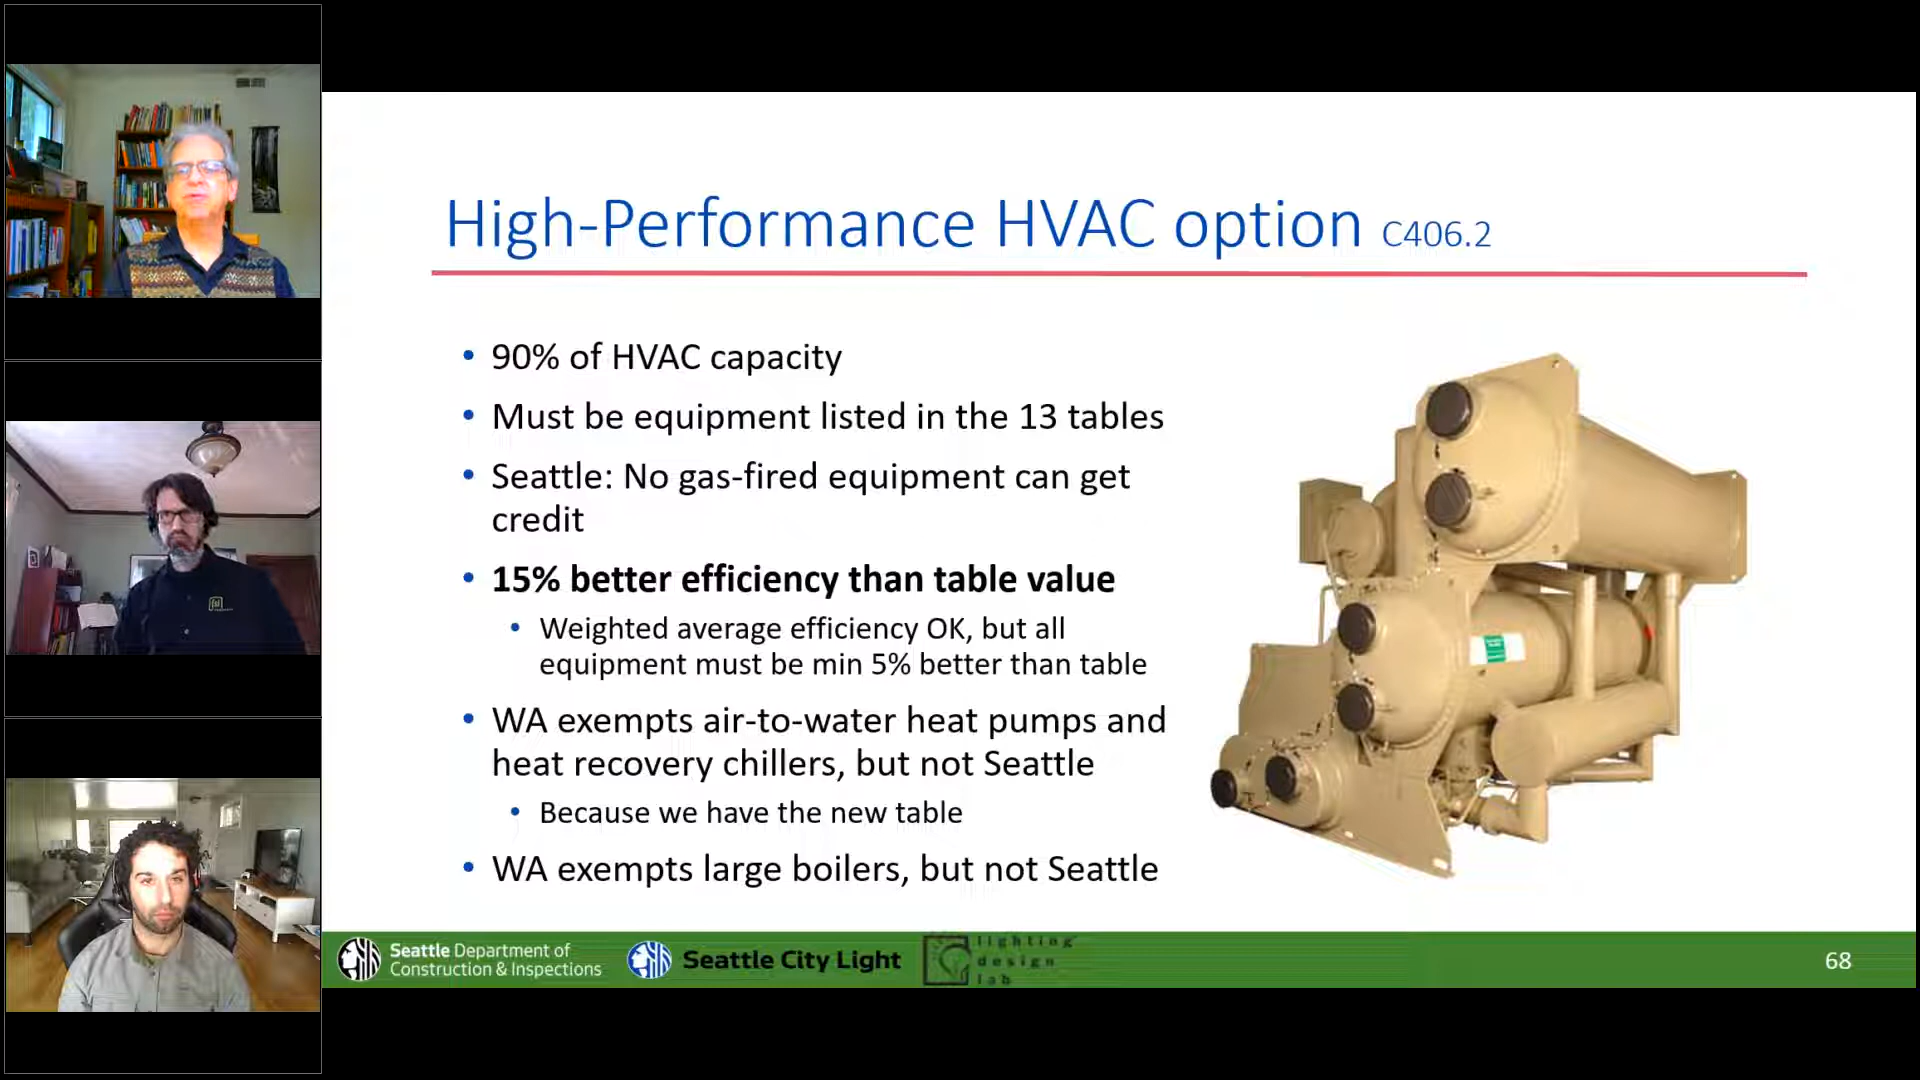 High-Performance HVAC option C406.2
• 90% of HVAC capacity
• Must be equipment listed in the 13 tables
• Seattle: No gas-fired equipment can get
credit
• 15% better efficiency than table value
• Weighted average efficiency OK, but all
equipment must be min 5% better than table
• WA exempts air-to-water heat pumps and
heat recovery chillers, but not Seattle
• Because we have the new table
• WA exempts large boilers, but not Seattle
Seattle Department of
Construction & Inspections
Seattle City Light
lighting
design
lab
68